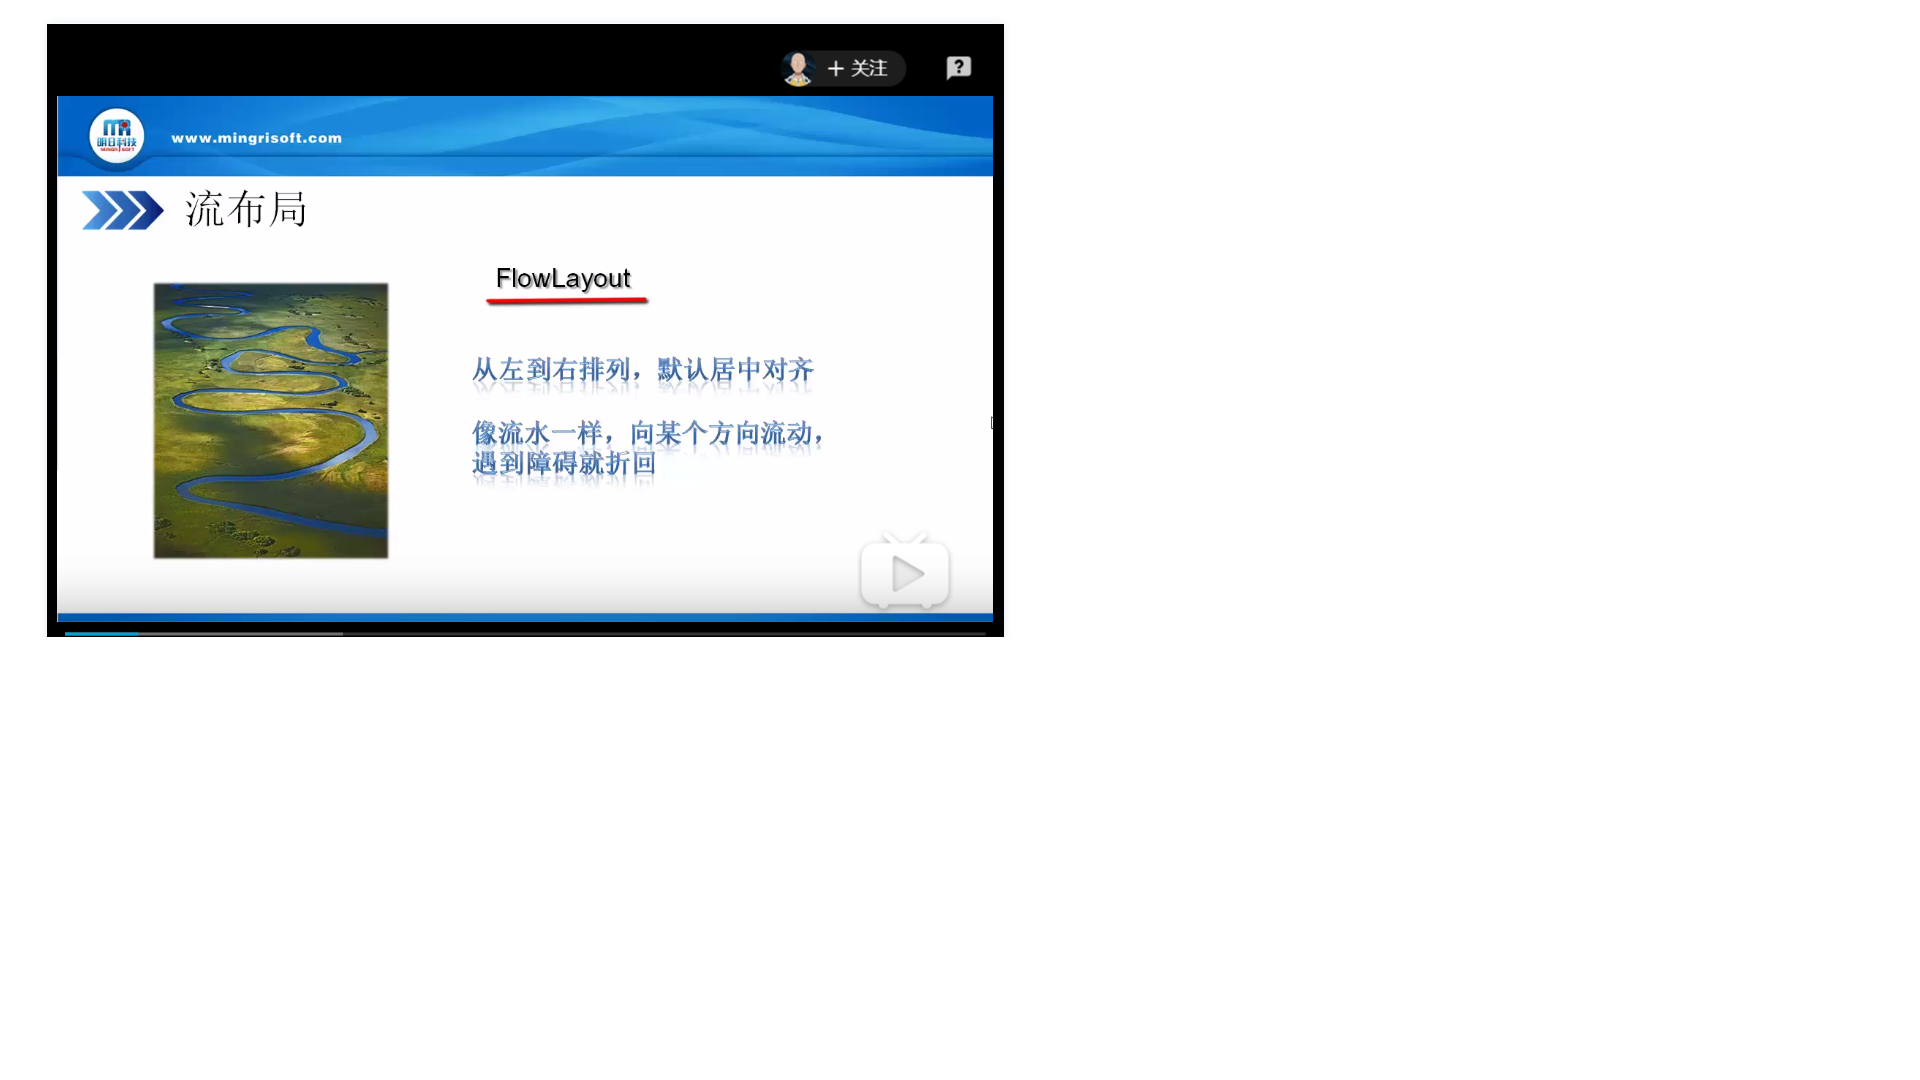 + 关注
?
明日科技
MINGRISOFT
www.mingrisoft.com
流布局
FlowLayout
从左到右排列，默认居中对齐
像流水一样，向某个方向流动，
遇到障碍就折回